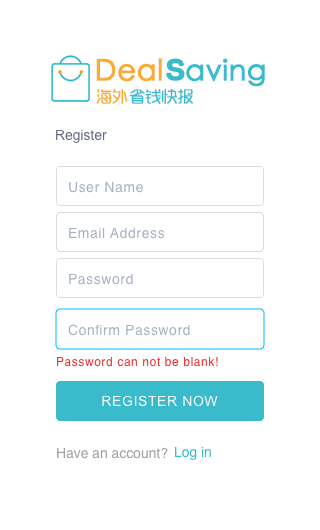 DealSaving
海外省钱快报
Register
User Name
Email Address
Password
Confirm Password
Password can not be blank!
REGISTER NOW
Have an account? Log in